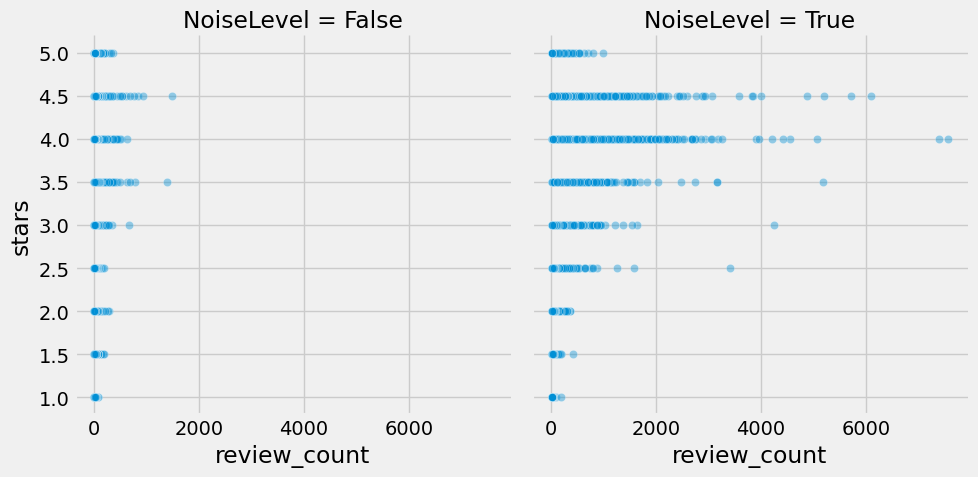 NoiseLevel = False
NoiseLevel = True
stars
5.0
4.5
4.0
3.5
3.0
2.5
2.0
1.5
1.0
0 2000 4000 6000
0 2000 4000 6000
review_count
review_count